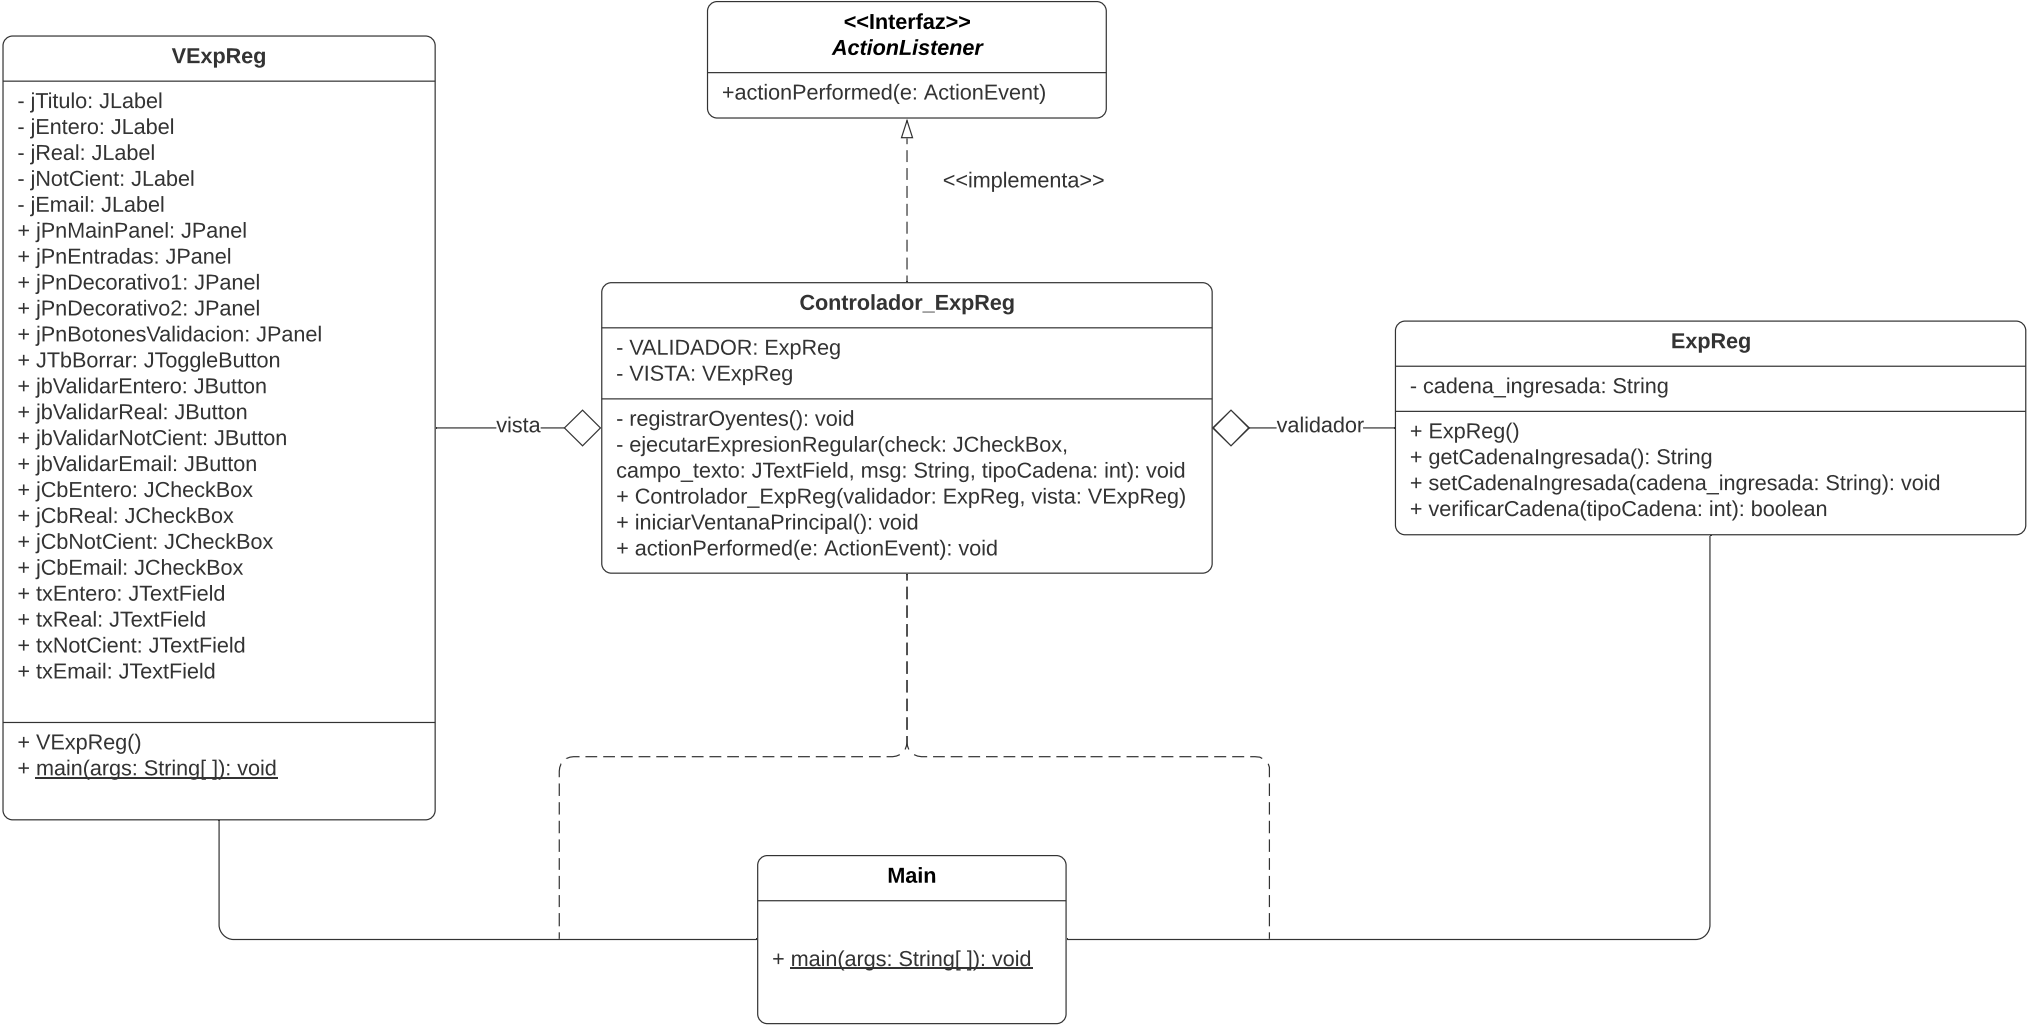 <<Interfaz>>
ActionListener
+actionPerformed(e: ActionEvent)
<<implementa>>
VExpReg
- jTitulo: JLabel
- jEntero: JLabel
- jReal: JLabel
- jNotCient: JLabel
- jEmail: JLabel
+ jPnMainPanel: JPanel
+ jPnEntradas: JPanel
+ jPnDecorativo1: JPanel
+ jPnDecorativo2: JPanel
+ jPnBotonesValidacion: JPanel
+ JTbBorrar: JToggleButton
+ jbValidarEntero: JButton
+ jbValidarReal: JButton
+ jbValidarNotCient: JButton
+ jbValidarEmail: JButton
+ jCbEntero: JCheckBox
+ jCbReal: JCheckBox
+ jCbNotCient: JCheckBox
+ jCbEmail: JCheckBox
+ txEntero: JTextField
+ txReal: JTextField
+ txNotCient: JTextField
+ txEmail: JTextField
+ VExpReg()
+ main(args: String[ ]): void
vista
Controlador_ExpReg
- VALIDADOR: ExpReg
- VISTA: VExpReg
- registrarOyentes(): void
- ejecutarExpresionRegular(check: JCheckBox,
campo_texto: JTextField, msg: String, tipoCadena: int): void
+ Controlador_ExpReg(validador: ExpReg, vista: VExpReg)
+ iniciarVentanaPrincipal(): void
+ actionPerformed(e: ActionEvent): void
validador
ExpReg
- cadena_ingresada: String
+ ExpReg()
+ getCadenaIngresada(): String
+ setCadenaIngresada(cadena_ingresada: String): void
+ verificarCadena(tipoCadena: int): boolean
Main
+ main(args: String[ ]): void